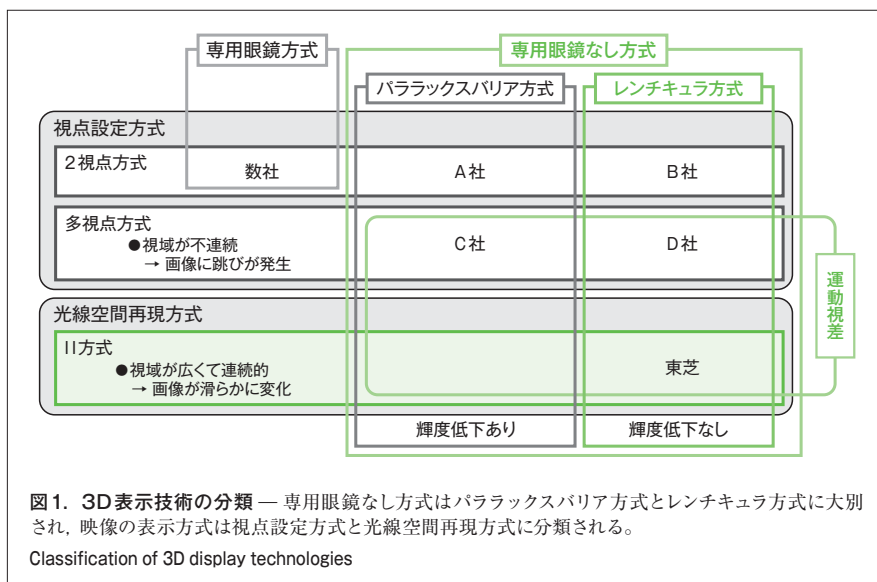 専用眼鏡方式
専用眼鏡なし方式
パララックスバリア方式
レンチキュラ方式
視点設定方式
2視点方式
数社
A社
B社
多視点方式
●視域が不連続
→ 画像に跳びが発生
C社
D社
運動視差
光線空間再現方式
II方式
●視域が広くて連続的
→ 画像が滑らかに変化
東芝
輝度低下あり
輝度低下なし
図1. 3D表示技術の分類 — 専用眼鏡なし方式はパララックスバリア方式とレンチキュラ方式に大別
され, 映像の表示方式は視点設定方式と光線空間再現方式に分類される。
Classification of 3D display technologies